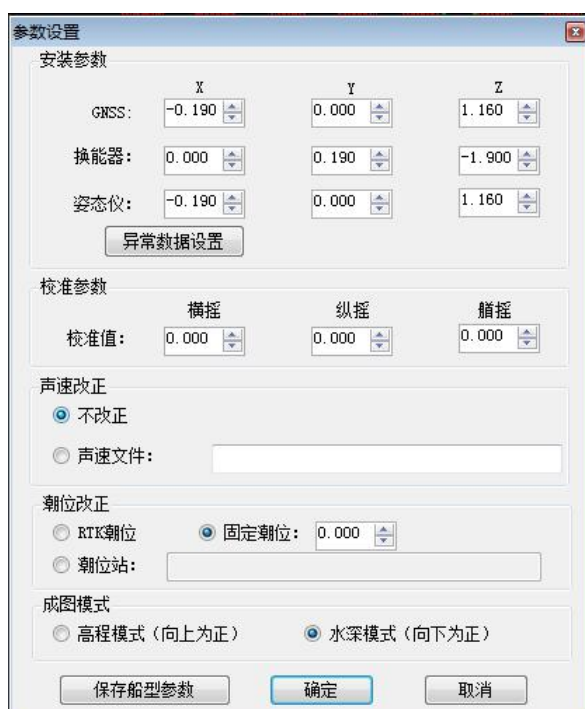 参数设置
安装参数
X Y Z
GNSS: -0.190 0.000 1.160
换能器: 0.000 0.190 -1.900
姿态仪: -0.190 0.000 1.160
异常数据设置
校准参数
横摇 纵摇 艏摇
校准值: 0.000 0.000 0.000
声速改正
不改正
声速文件:
潮位改正
RTK潮位 固定潮位: 0.000
潮位站:
成图模式
高程模式(向上为正) 水深模式(向下为正)
保存船型参数 确定 取消